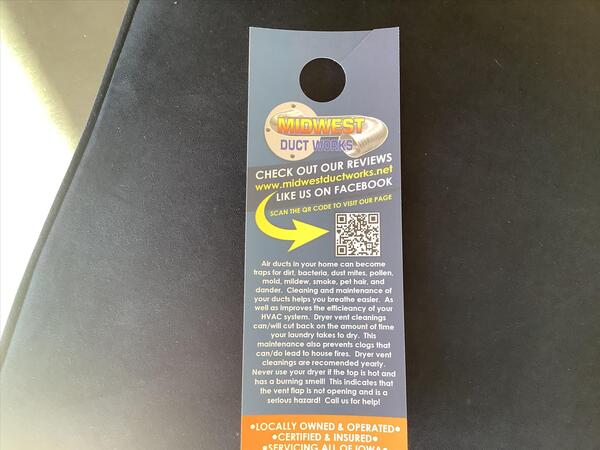 MIDWEST
DUCT WORKS
CHECK OUT OUR REVIEWS
www.midwestductworks.net
LIKE US ON FACEBOOK
SCAN THE QR CODE TO VISIT OUR PAGE
Air ducts in your home can become
traps for dirt, bacteria, dust mites, pollen,
mold, mildew, smoke, pet hair, and
dander. Cleaning and maintenance of
your ducts helps you breathe easier. As
well as improves the efficieancy of your
HVAC system. Dryer vent cleanings
can/will cut back on the amount of time
your laundry takes to dry. This
maintenance also prevents clogs that
can/do lead to house fires. Dryer vent
cleanings are recomended yearly.
Never use your dryer if the top is hot and
has a burning smell! This indicates that
the vent flap is not opening and is a
serious hazard! Call us for help!
•LOCALLY OWNED & OPERATED•
•CERTIFIED & INSURED•
•SERVICING ALL OF IOWA•